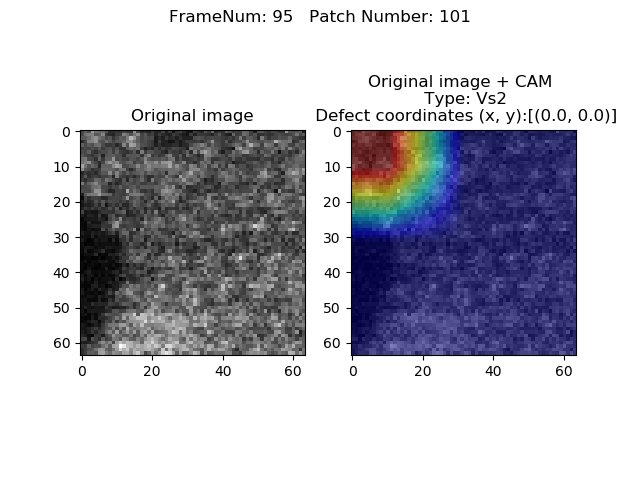 FrameNum: 95   Patch Number: 101
Original image
0
10
20
30
40
50
60
0 20 40 60
Original image + CAM
Type: Vs2
Defect coordinates (x, y):[(0.0, 0.0)]
0
10
20
30
40
50
60
0 20 40 60